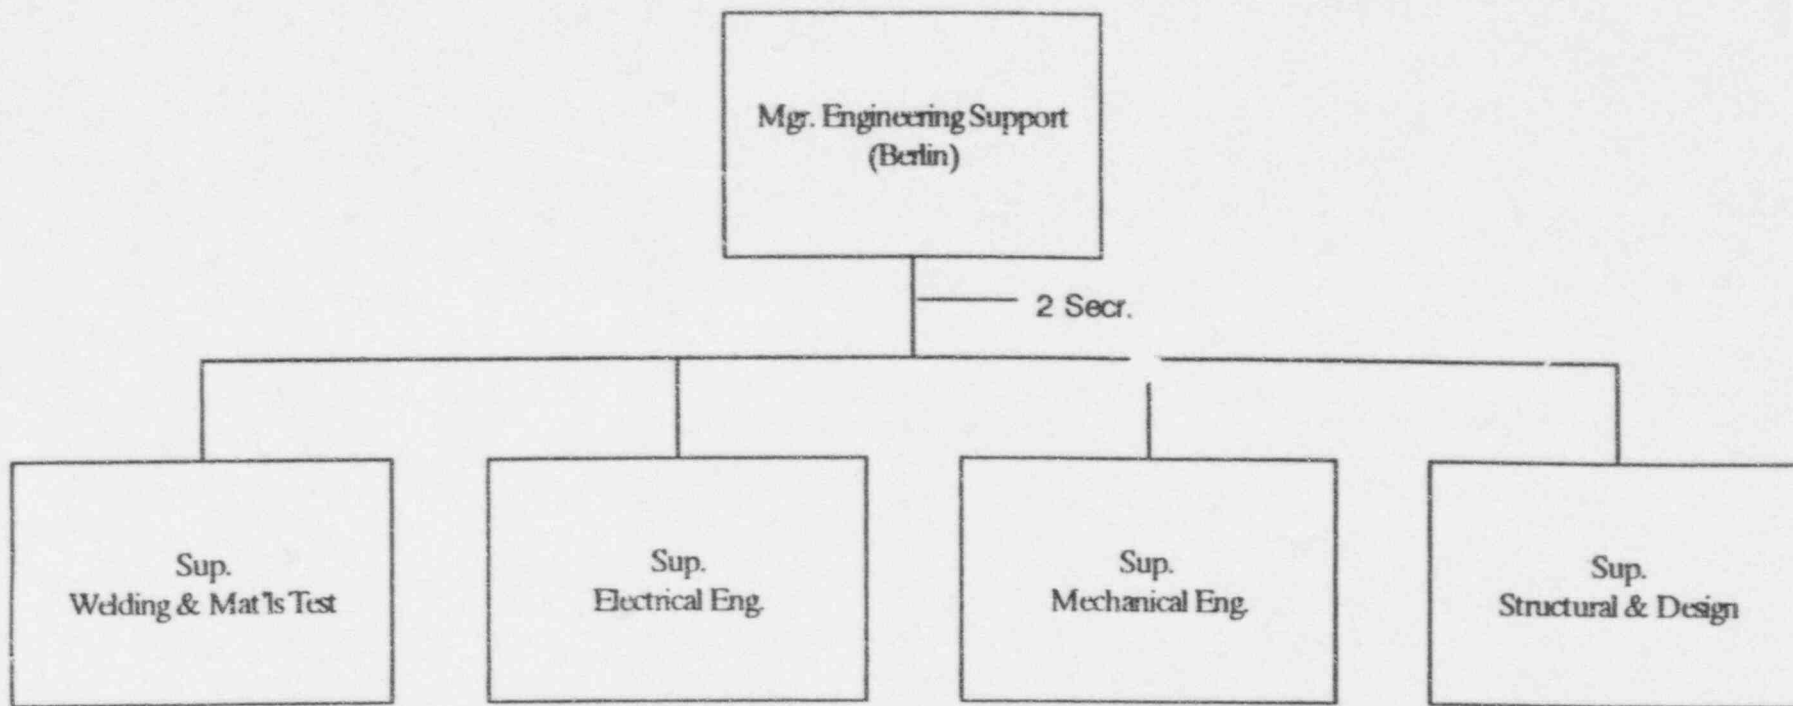 Mgr. Engineering Support
(Berlin)
2 Secr.
Sup.
Welding & Mat'ls Test
Sup.
Electrical Eng.
Sup.
Mechanical Eng.
Sup.
Structural & Design